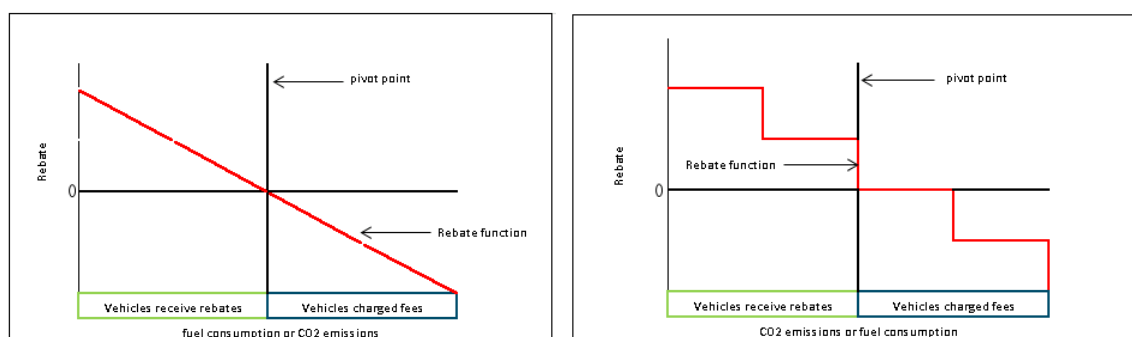 pivot point
Rebate
0
Rebate function
Vehicles receive rebates
Vehicles charged fees
fuel consumption or CO2 emissions
pivot point
Rebate function
Rebate
0
Vehicles receive rebates
Vehicles charged fees
CO2 emissions or fuel consumption